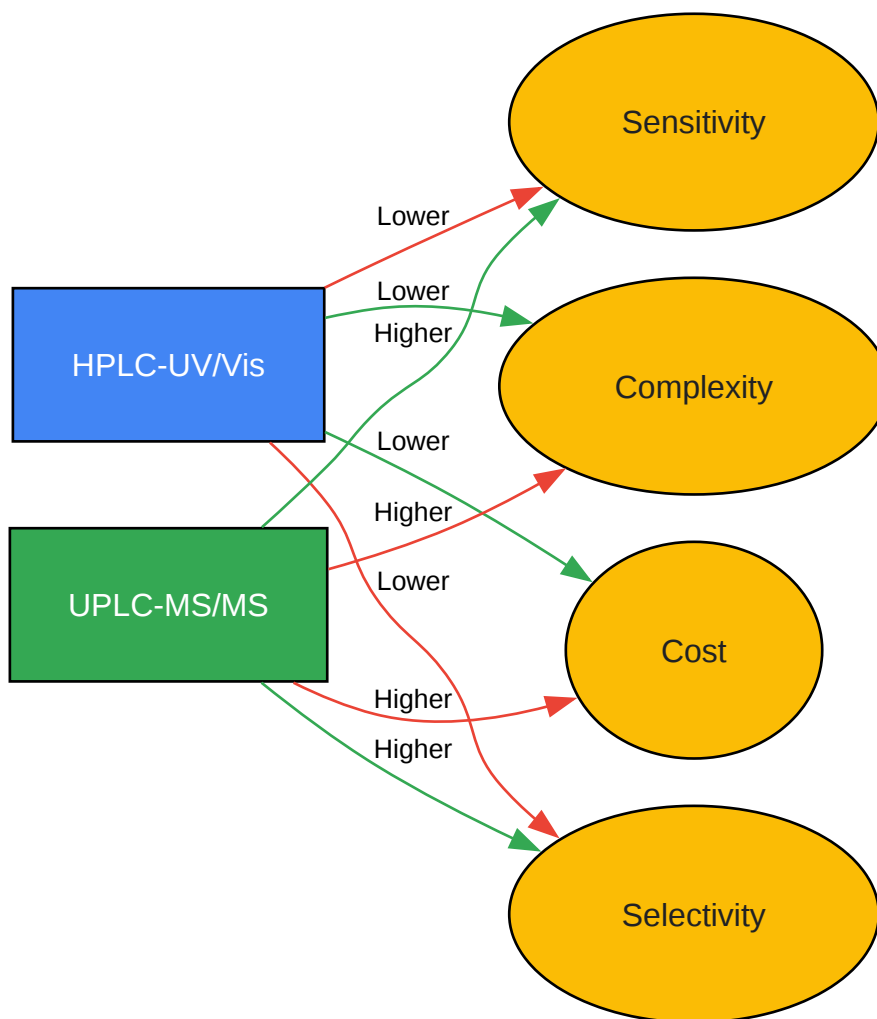 Sensitivity
Lower
Lower
Higher
HPLC-UV/Vis
Complexity
Lower
Higher
Lower
UPLC-MS/MS
Cost
Higher
Higher
Selectivity